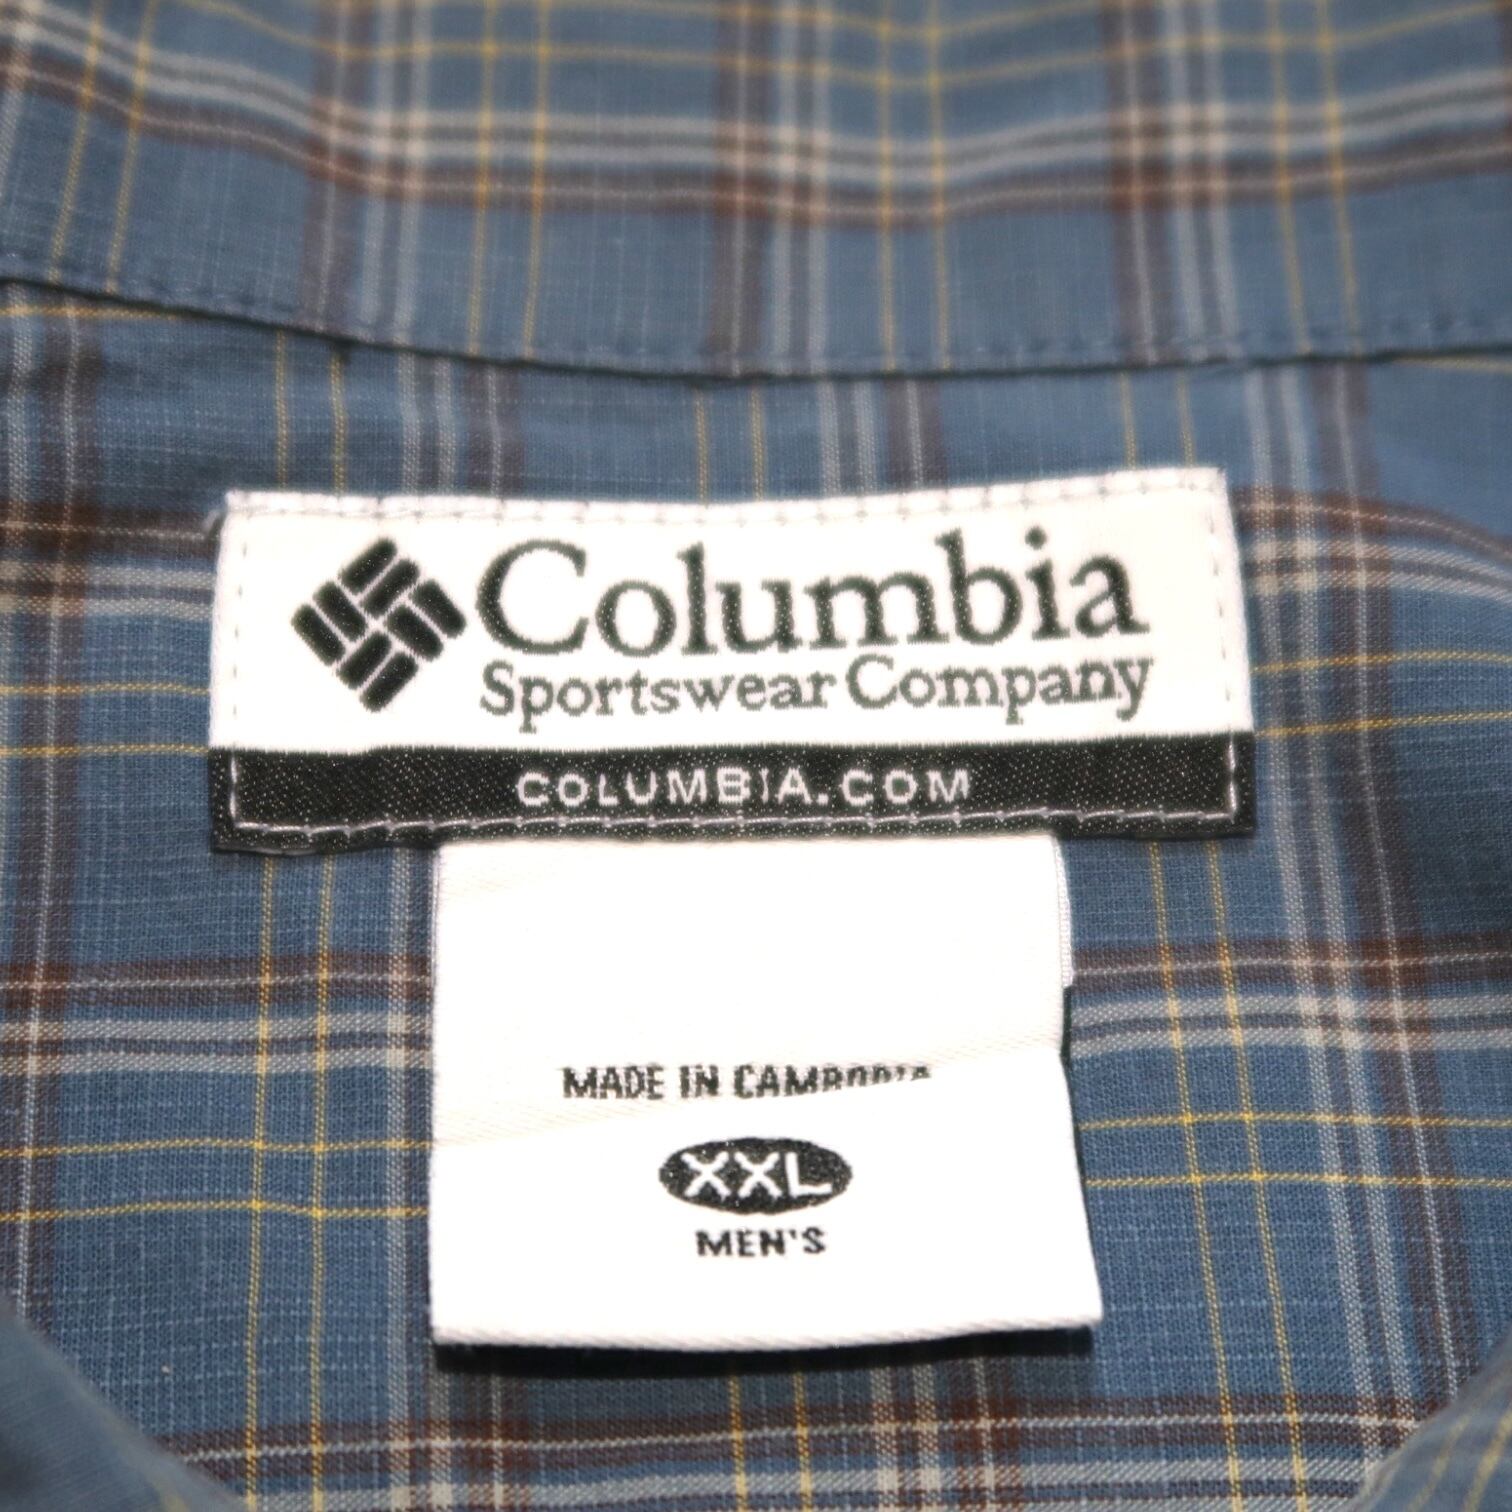 Columbia
Sportswear Company
COLUMBIA.COM
MADE IN CAMBODIA
XXL
MEN'S